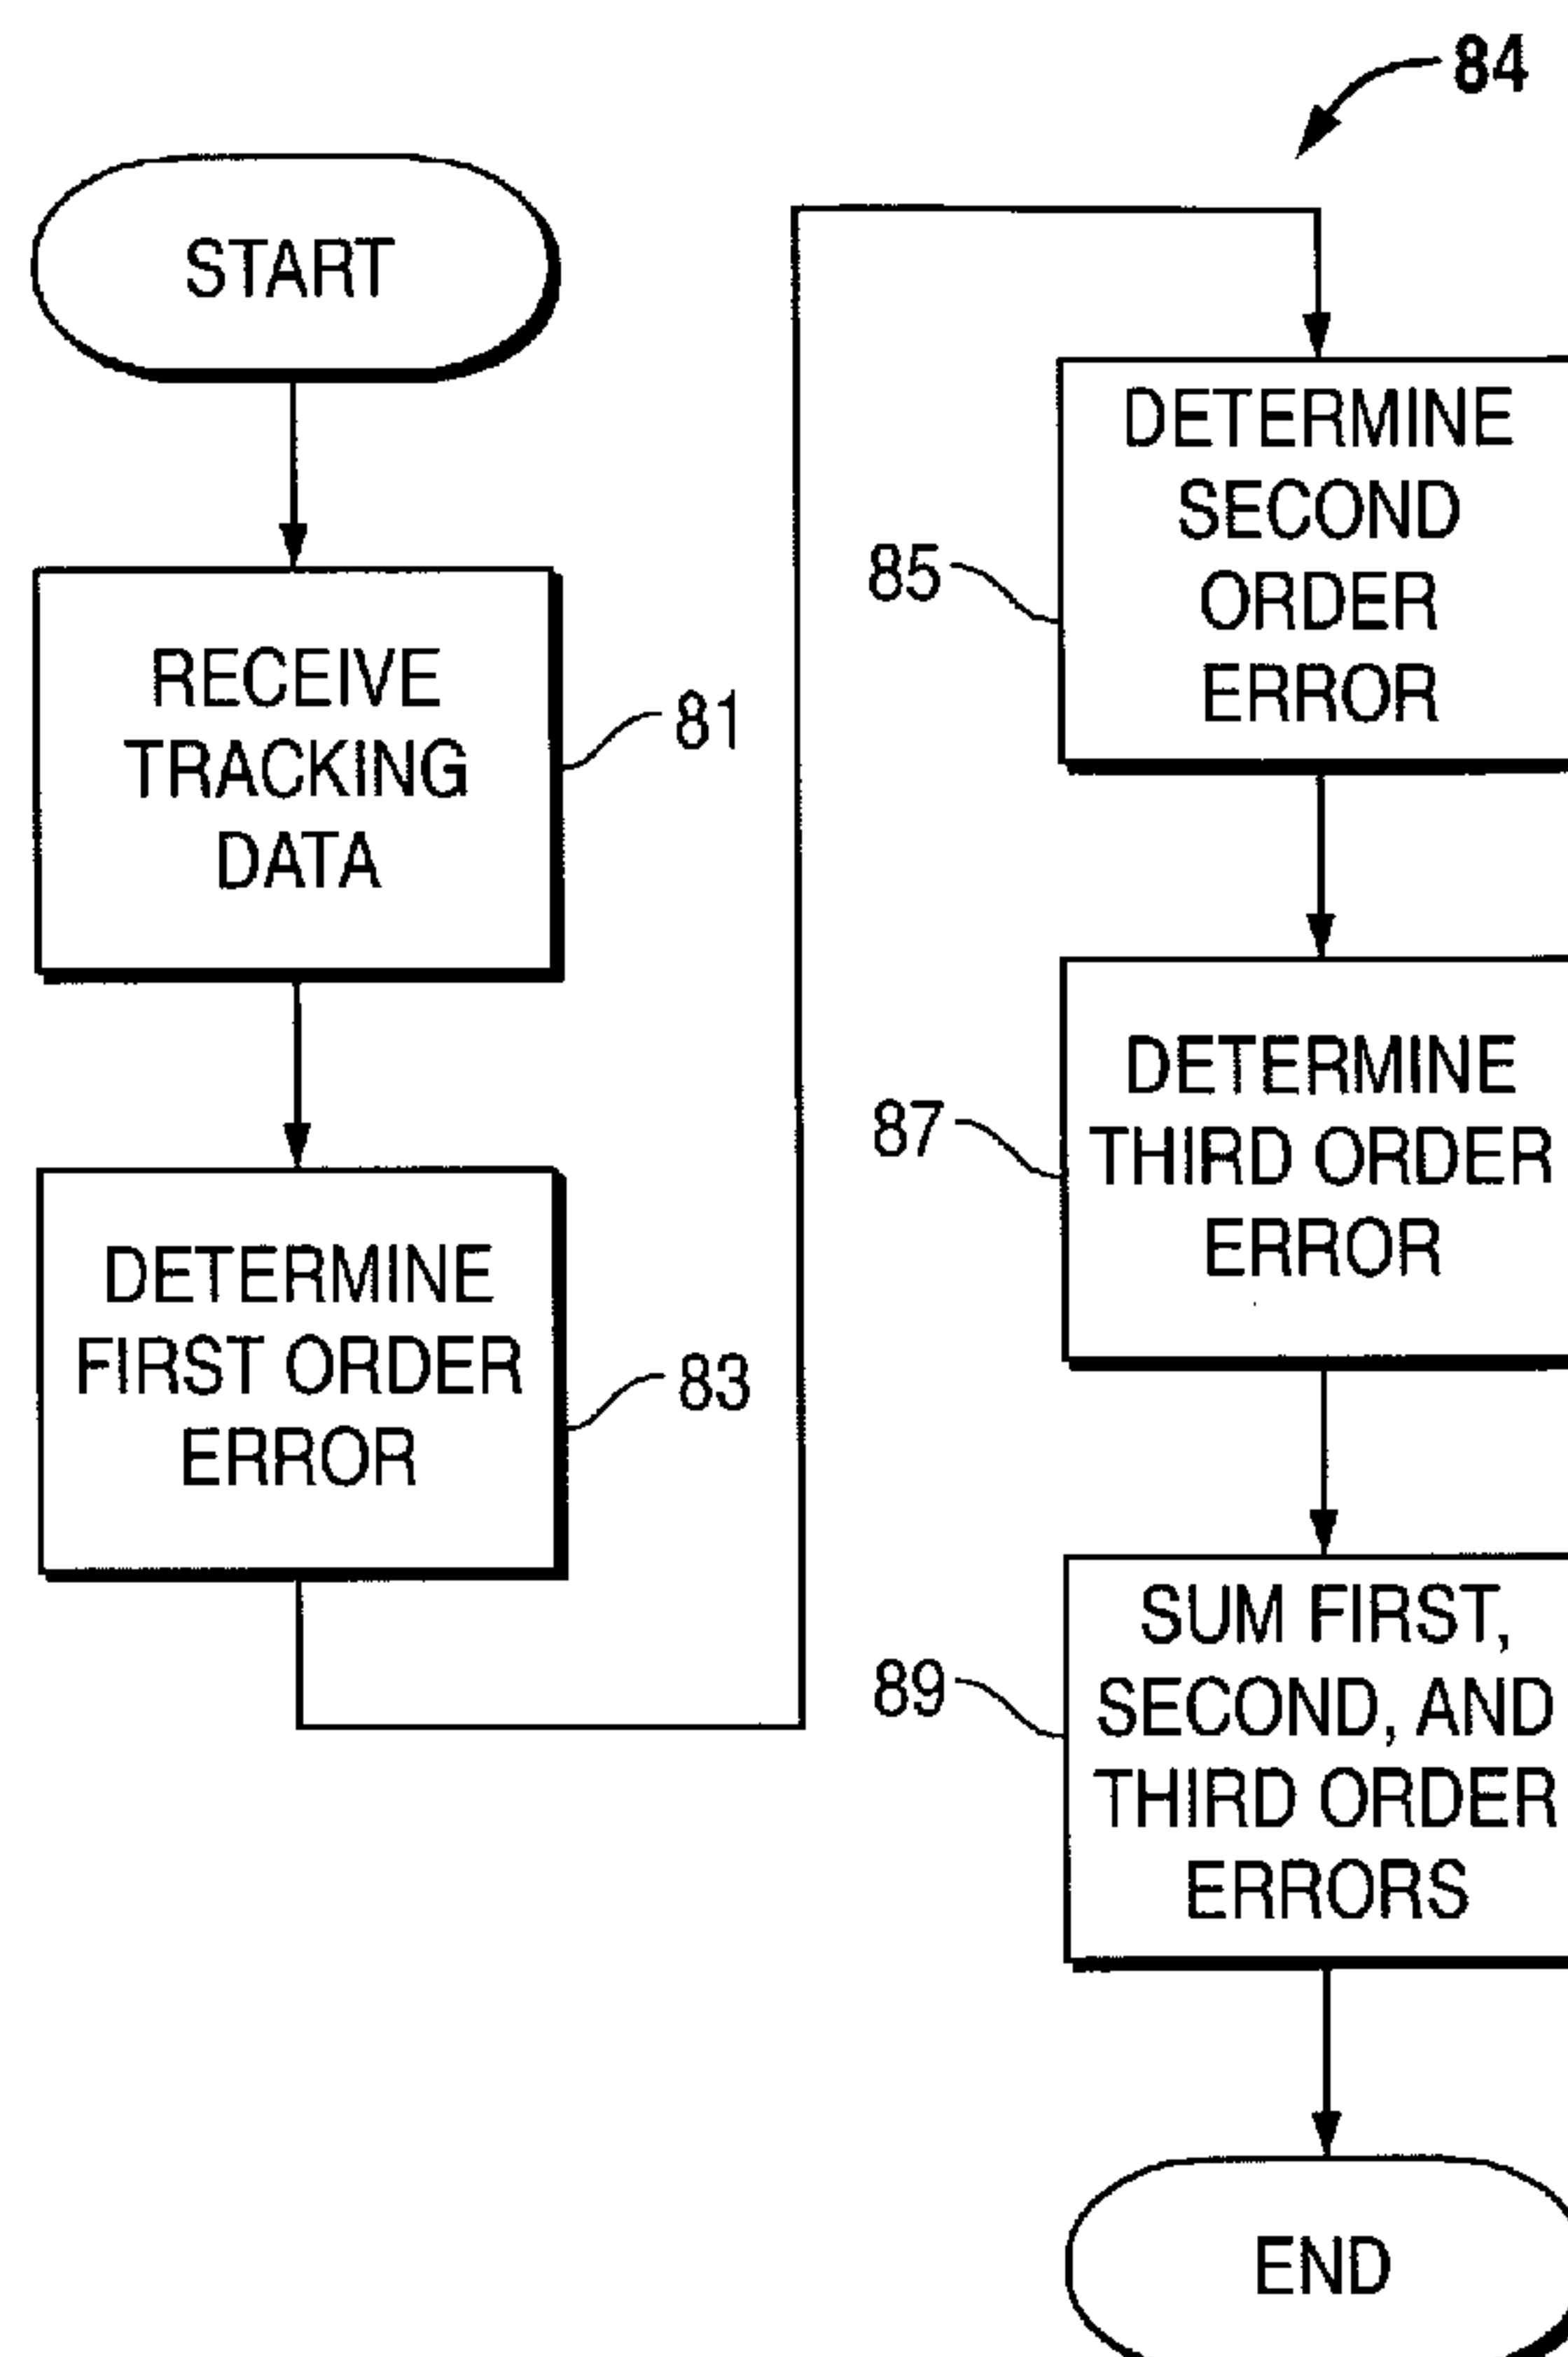 84
START
RECEIVE
TRACKING
DATA
81
DETERMINE
FIRST ORDER
ERROR
83
DETERMINE
SECOND
ORDER
ERROR
85
DETERMINE
THIRD ORDER
ERROR
87
SUM FIRST,
SECOND, AND
THIRD ORDER
ERRORS
89
END